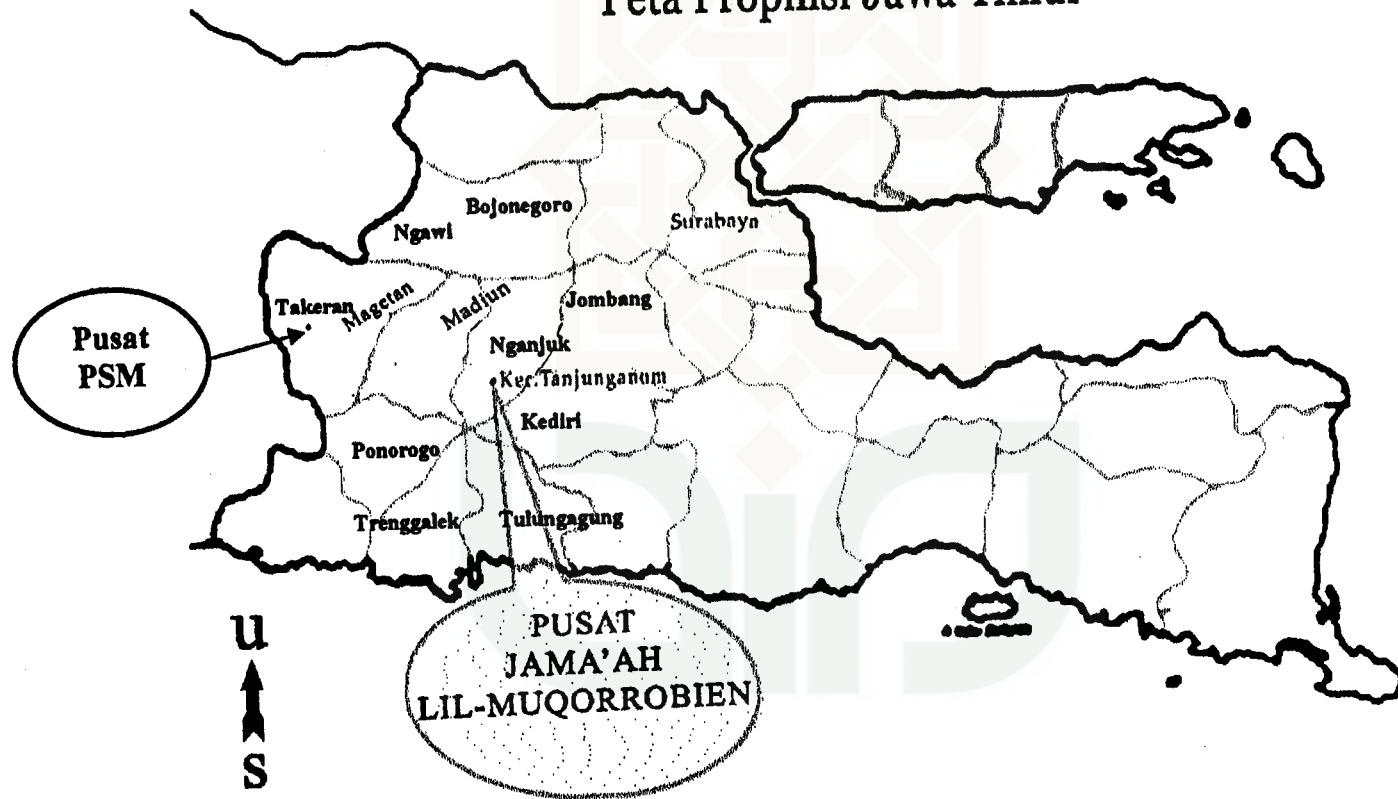 Peta Propinsi Jawa Timur
Bojonegoro
Ngawi
Surabaya
Takeran
Magetan
Madiun
Jombang
Pusat
PSM
Nganjuk
Kec.Tanjunganom
Kediri
Ponorogo
Trenggalek
Tulungagung
PUSAT
JAMA'AH
LIL-MUQORROBIEN
U
S